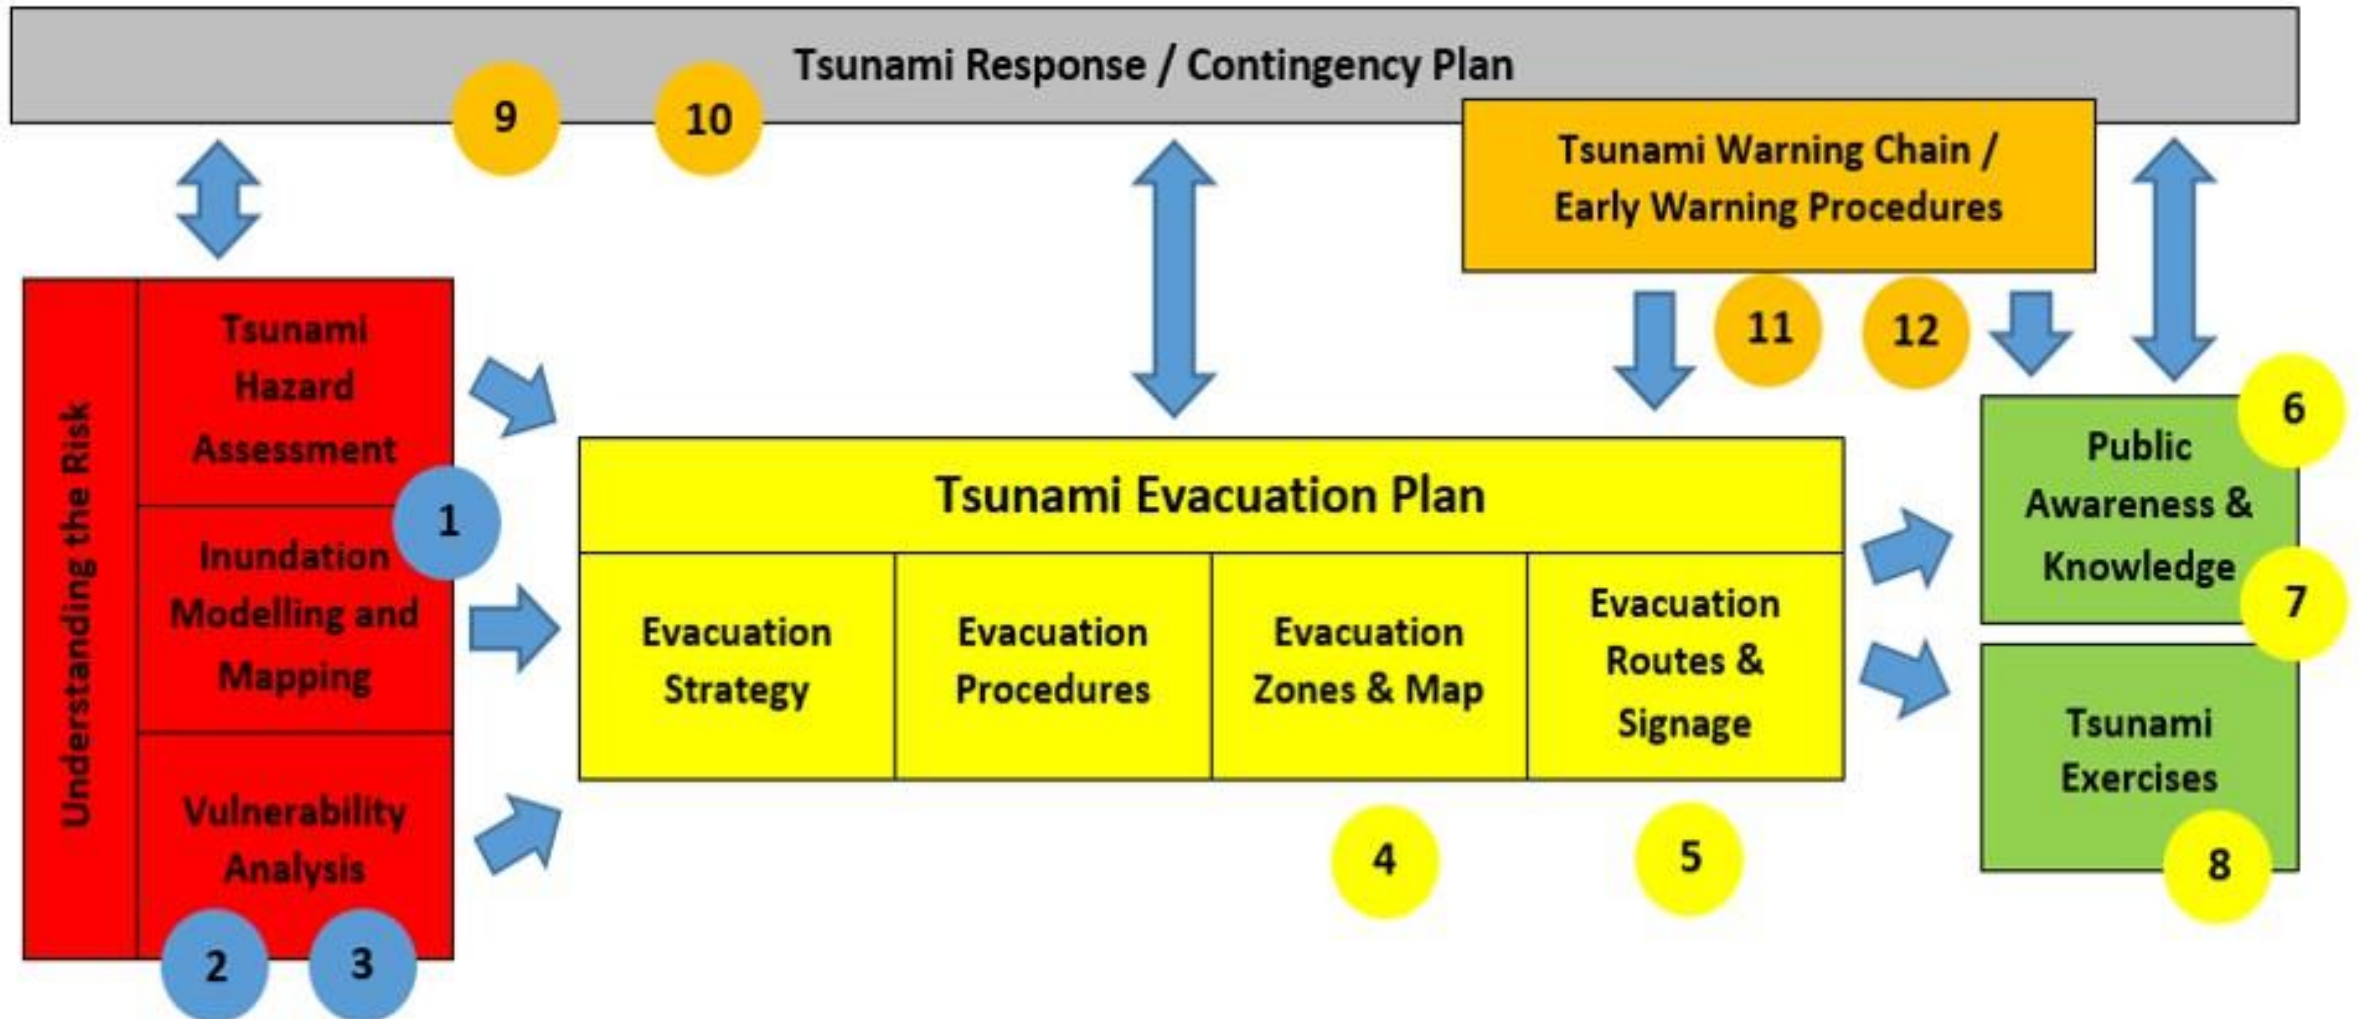 Tsunami Response / Contingency Plan
9
10
Tsunami Warning Chain /
Early Warning Procedures
11
12
Understanding the Risk
Tsunami
Hazard
Assessment
1
Inundation
Modelling and
Mapping
Vulnerability
Analysis
2
3
Tsunami Evacuation Plan
Evacuation
Strategy
Evacuation
Procedures
Evacuation
Zones & Map
Evacuation
Routes &
Signage
4
5
6
Public
Awareness &
Knowledge
7
Tsunami
Exercises
8